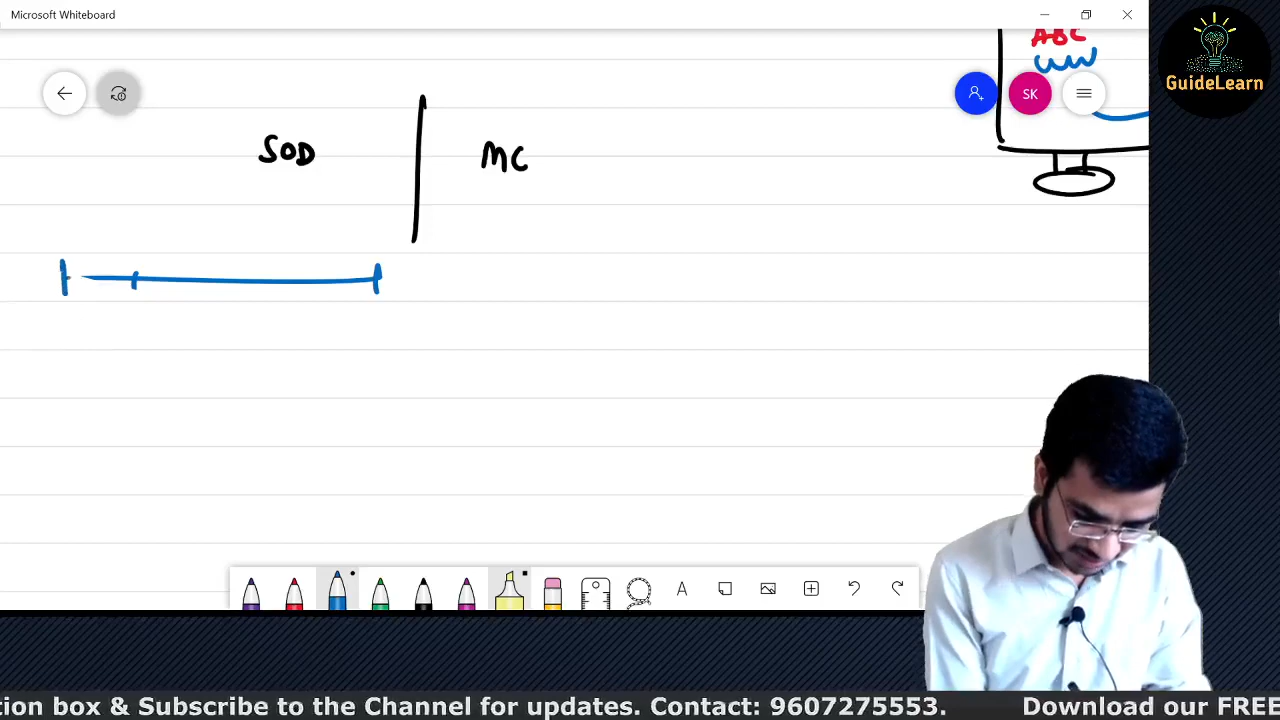 Microsoft Whiteboard
ABC
GuideLearn
SK
SOD
MC
A
tion box & Subscribe to the Channel for updates. Contact: 9607275553.
Download our FREE